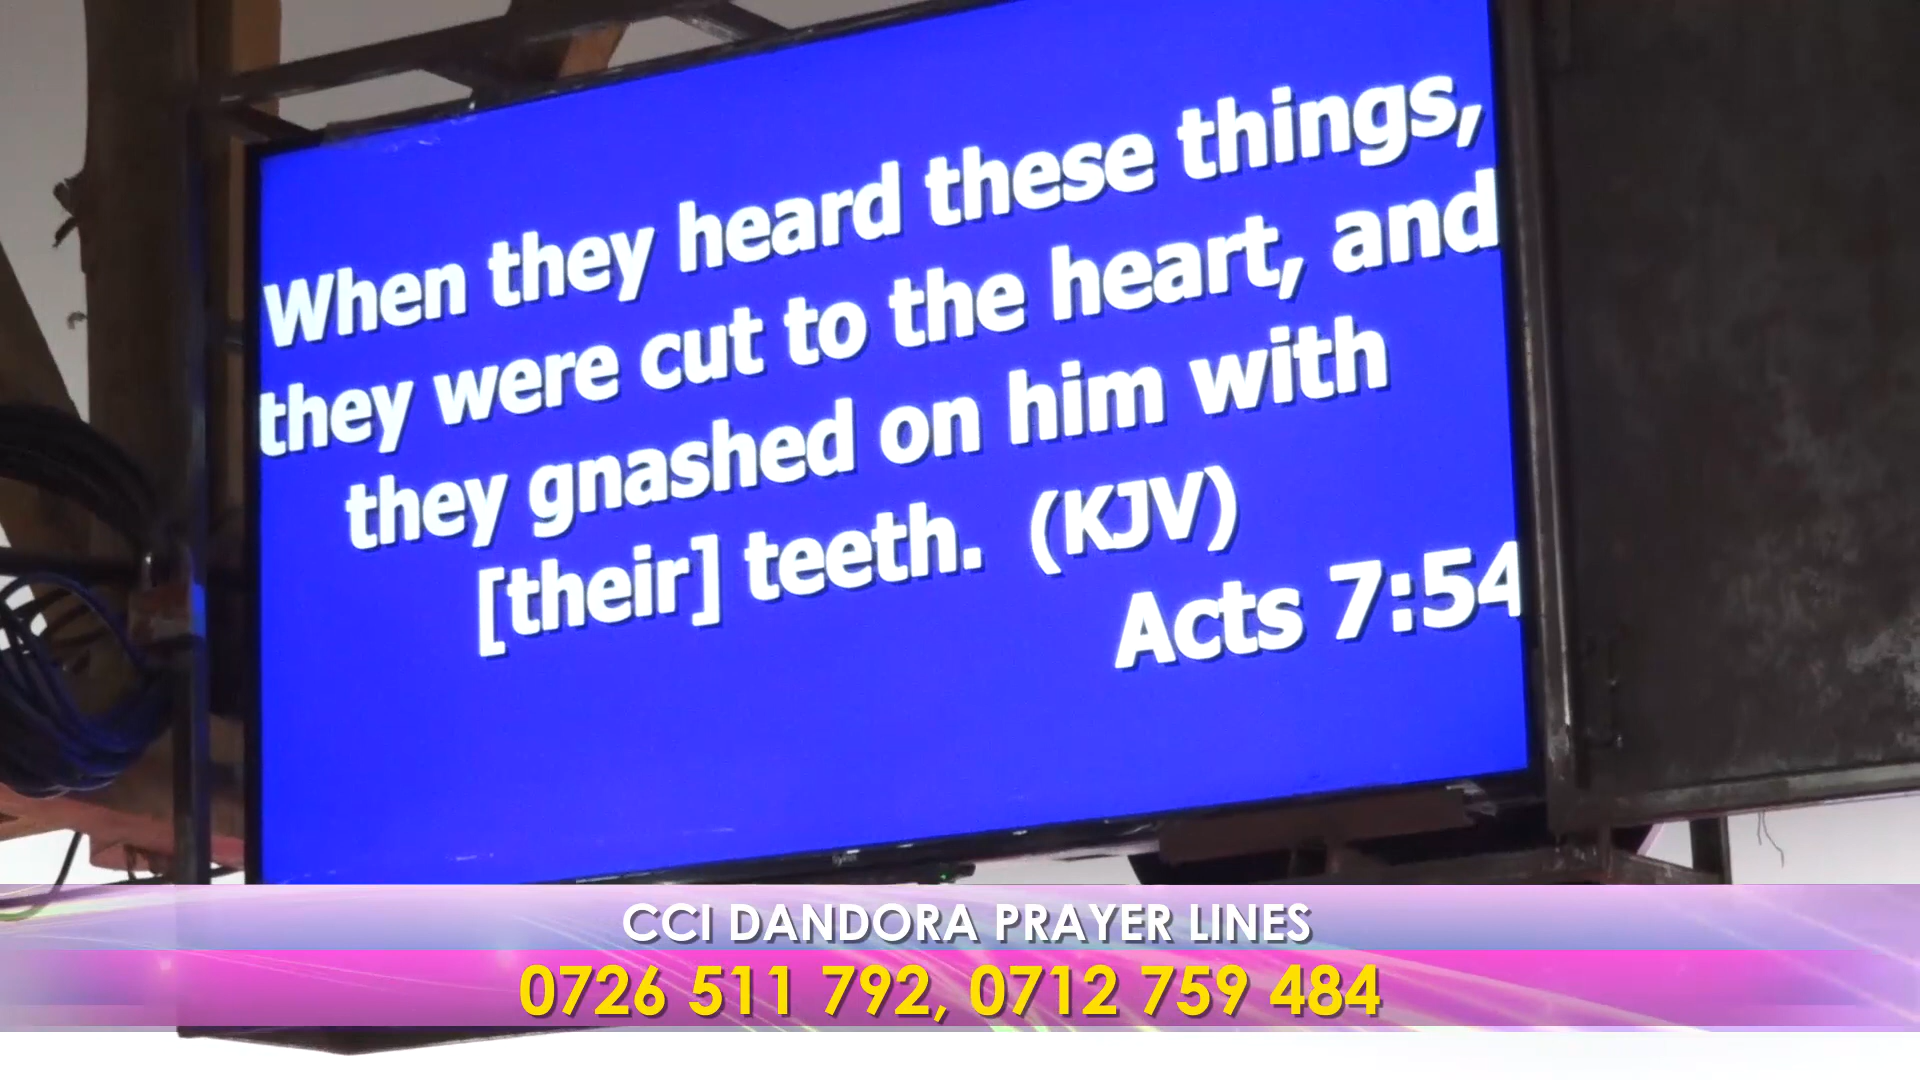 When they heard these things,
they were cut to the heart, and
they gnashed on him with
[their] teeth. (KJV)
Acts 7:54
CCI DANDORA PRAYER LINES
0726 511 792, 0712 759 484